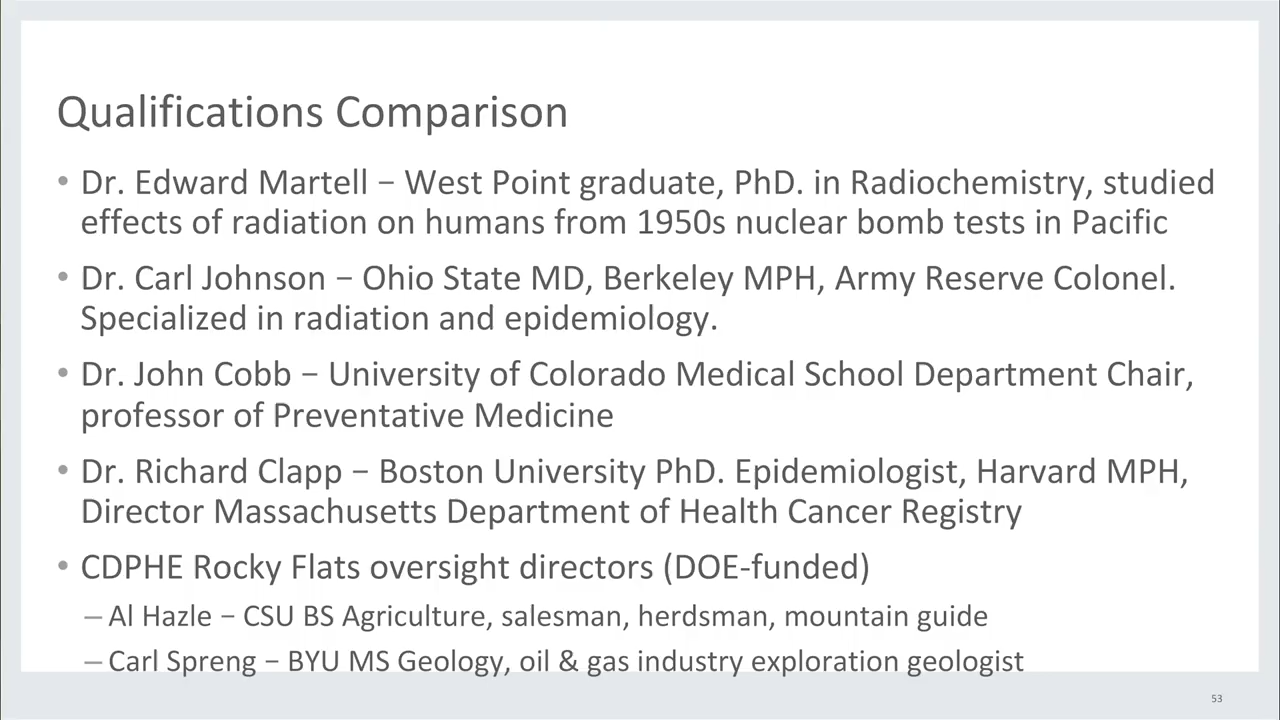 Qualifications Comparison
• Dr. Edward Martell – West Point graduate, PhD. in Radiochemistry, studied
effects of radiation on humans from 1950s nuclear bomb tests in Pacific
• Dr. Carl Johnson – Ohio State MD, Berkeley MPH, Army Reserve Colonel.
Specialized in radiation and epidemiology.
• Dr. John Cobb – University of Colorado Medical School Department Chair,
professor of Preventative Medicine
• Dr. Richard Clapp – Boston University PhD. Epidemiologist, Harvard MPH,
Director Massachusetts Department of Health Cancer Registry
• CDPHE Rocky Flats oversight directors (DOE-funded)
– Al Hazle – CSU BS Agriculture, salesman, herdsman, mountain guide
– Carl Spreng – BYU MS Geology, oil & gas industry exploration geologist
53